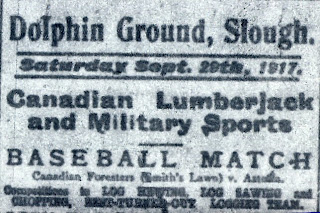 Dolphin Ground, Slough.
Saturday Sept. 29th, 1917.
Canadian Lumberjack
and Military Sports
BASEBALL MATCH
Canadian Foresters (Smith's Lawn) v. Astoria.
Competitions in LOG HEWING, LOG SAWING and
CHOPPING, BEST-TURNED-OUT LOGGING TEAM.